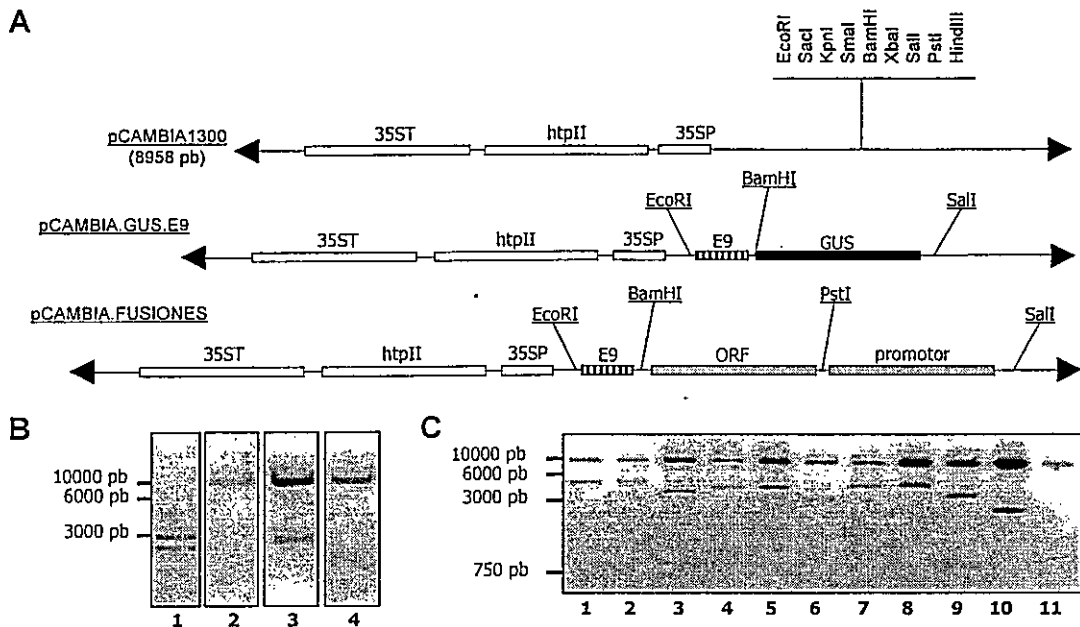 A
EcoRI
SacI
KpnI
SmaI
BamHI
XbaI
SalI
PstI
HindIII
pCAMBIA1300
(8958 pb)
35ST
htpII
35SP
pCAMBIA.GUS.E9
35ST
htpII
35SP
EcoRI
E9
BamHI
GUS
SalI
pCAMBIA.FUSIONES
35ST
htpII
35SP
EcoRI
E9
BamHI
ORF
PstI
promotor
SalI
B
10000 pb
6000 pb
3000 pb
1 2 3 4
C
10000 pb
6000 pb
3000 pb
750 pb
1 2 3 4 5 6 7 8 9 10 11